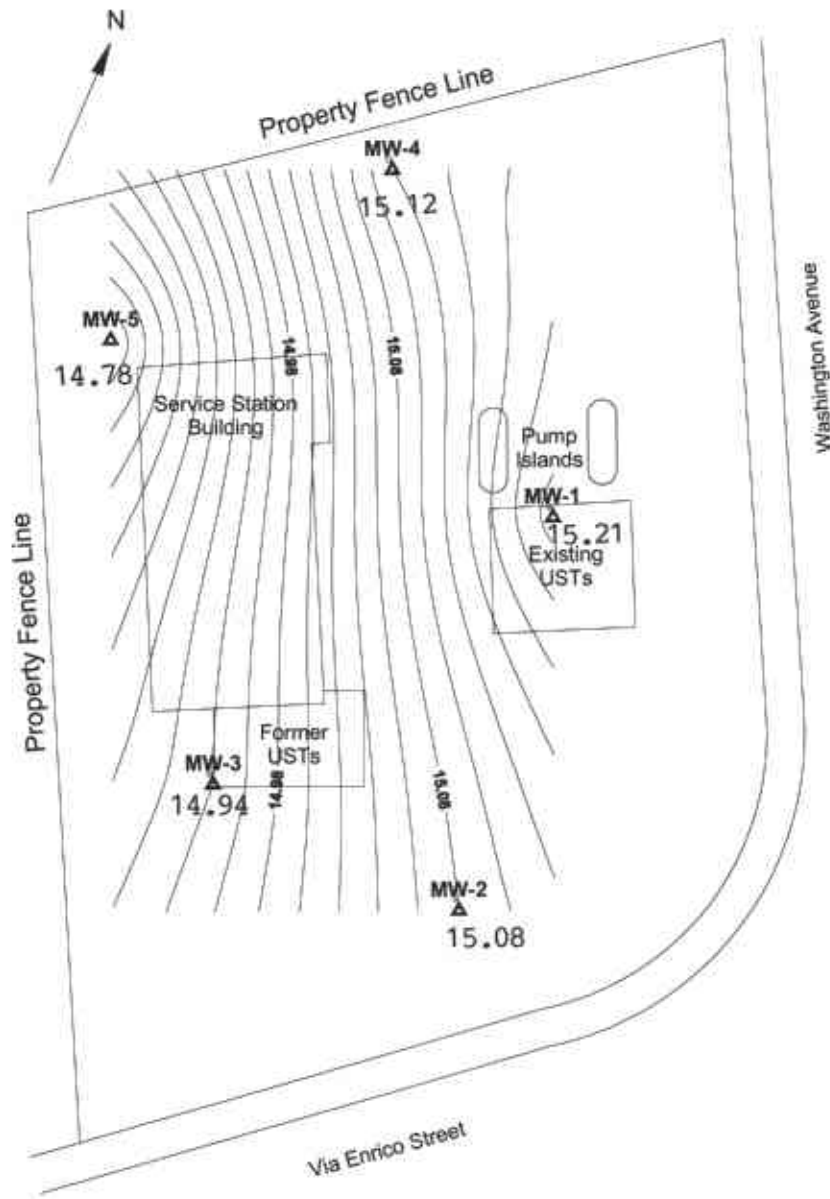 N
Property Fence Line
MW-4
15.12
Washington Avenue
MW-5
14.78
14.98
15.08
Service Station
Building
Pump
Islands
MW-1
15.21
Existing
USTs
Property Fence Line
Former
USTs
MW-3
14.94
14.98
15.08
MW-2
15.08
Via Enrico Street